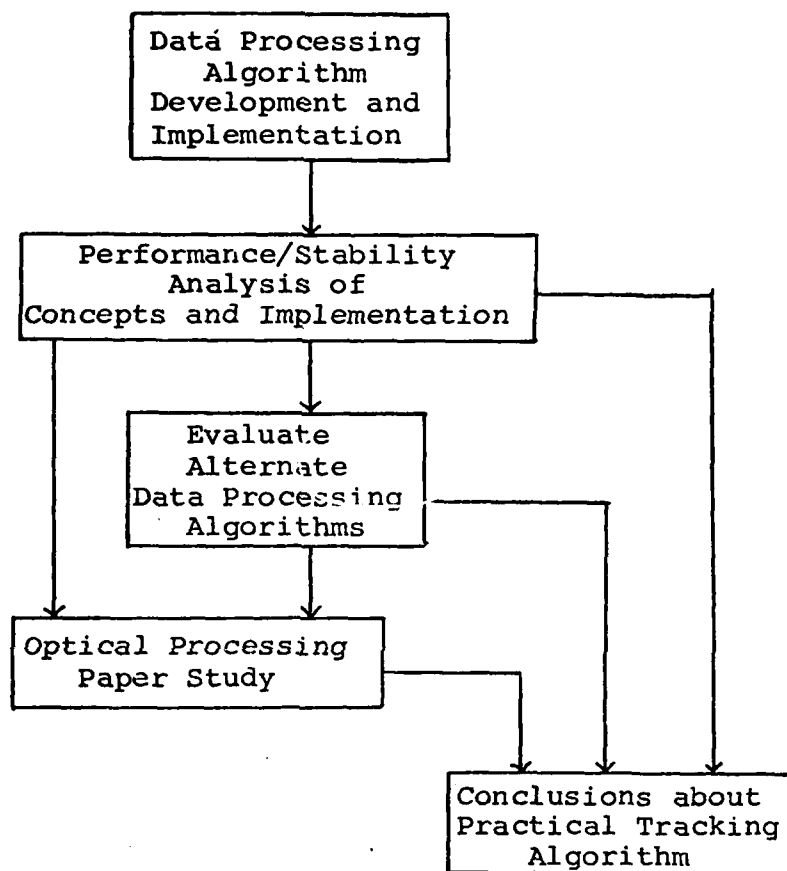 Datá Processing
Algorithm
Development and
Implementation
Performance/Stability
Analysis of
Concepts and Implementation
Evaluate
Alternate
Data Processing
Algorithms
Optical Processing
Paper Study
Conclusions about
Practical Tracking
Algorithm